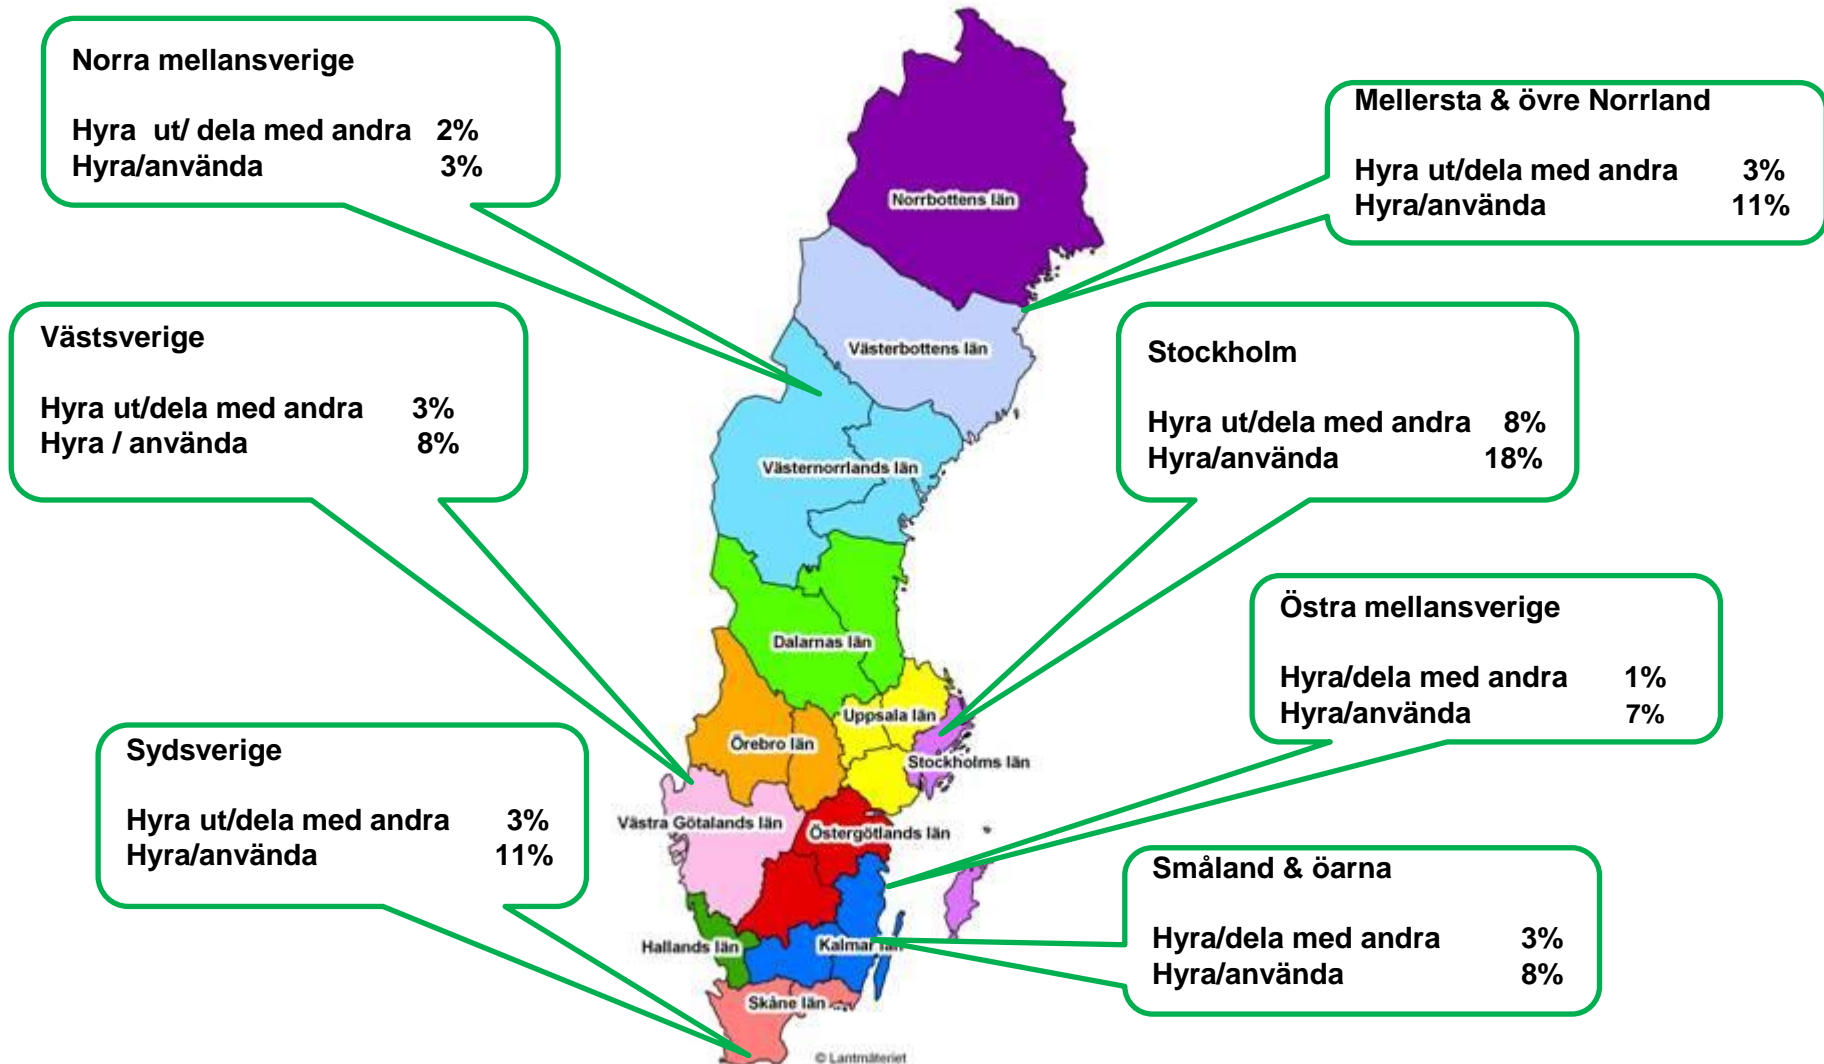 Norra mellansverige
Hyra ut/ dela med andra 2%
Hyra/använda 3%
Mellersta & övre Norrland
Hyra ut/dela med andra 3%
Hyra/använda 11%
Västsverige
Hyra ut/dela med andra 3%
Hyra / använda 8%
Stockholm
Hyra ut/dela med andra 8%
Hyra/använda 18%
Östra mellansverige
Hyra/dela med andra 1%
Hyra/använda 7%
Sydsverige
Hyra ut/dela med andra 3%
Hyra/använda 11%
Småland & öarna
Hyra/dela med andra 3%
Hyra/använda 8%
Norrbottens län
Västerbottens län
Västernorrlands län
Dalarnas län
Uppsala län
Örebro län
Stockholms län
Västra Götalands län
Östergötlands län
Hallands län
Kalmar län
Skåne län
© Lantmäteriet